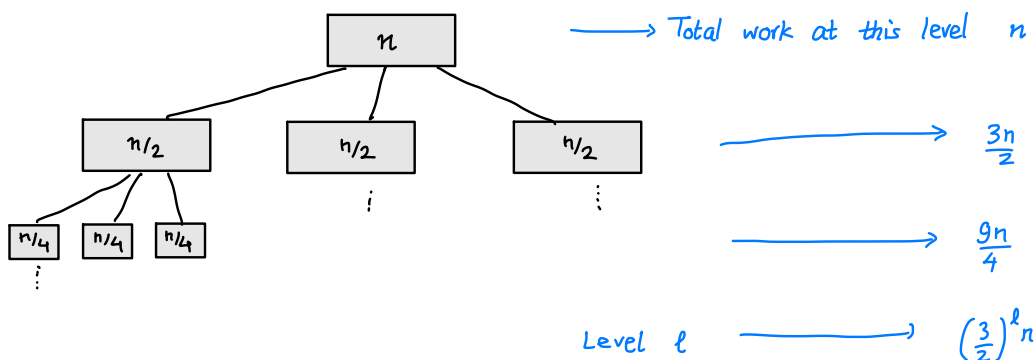 n → Total work at this level n
n/2 n/2 n/2 → 3n/2
n/4 n/4 n/4 → 9n/4
Level ℓ → (3/2)^ℓ n